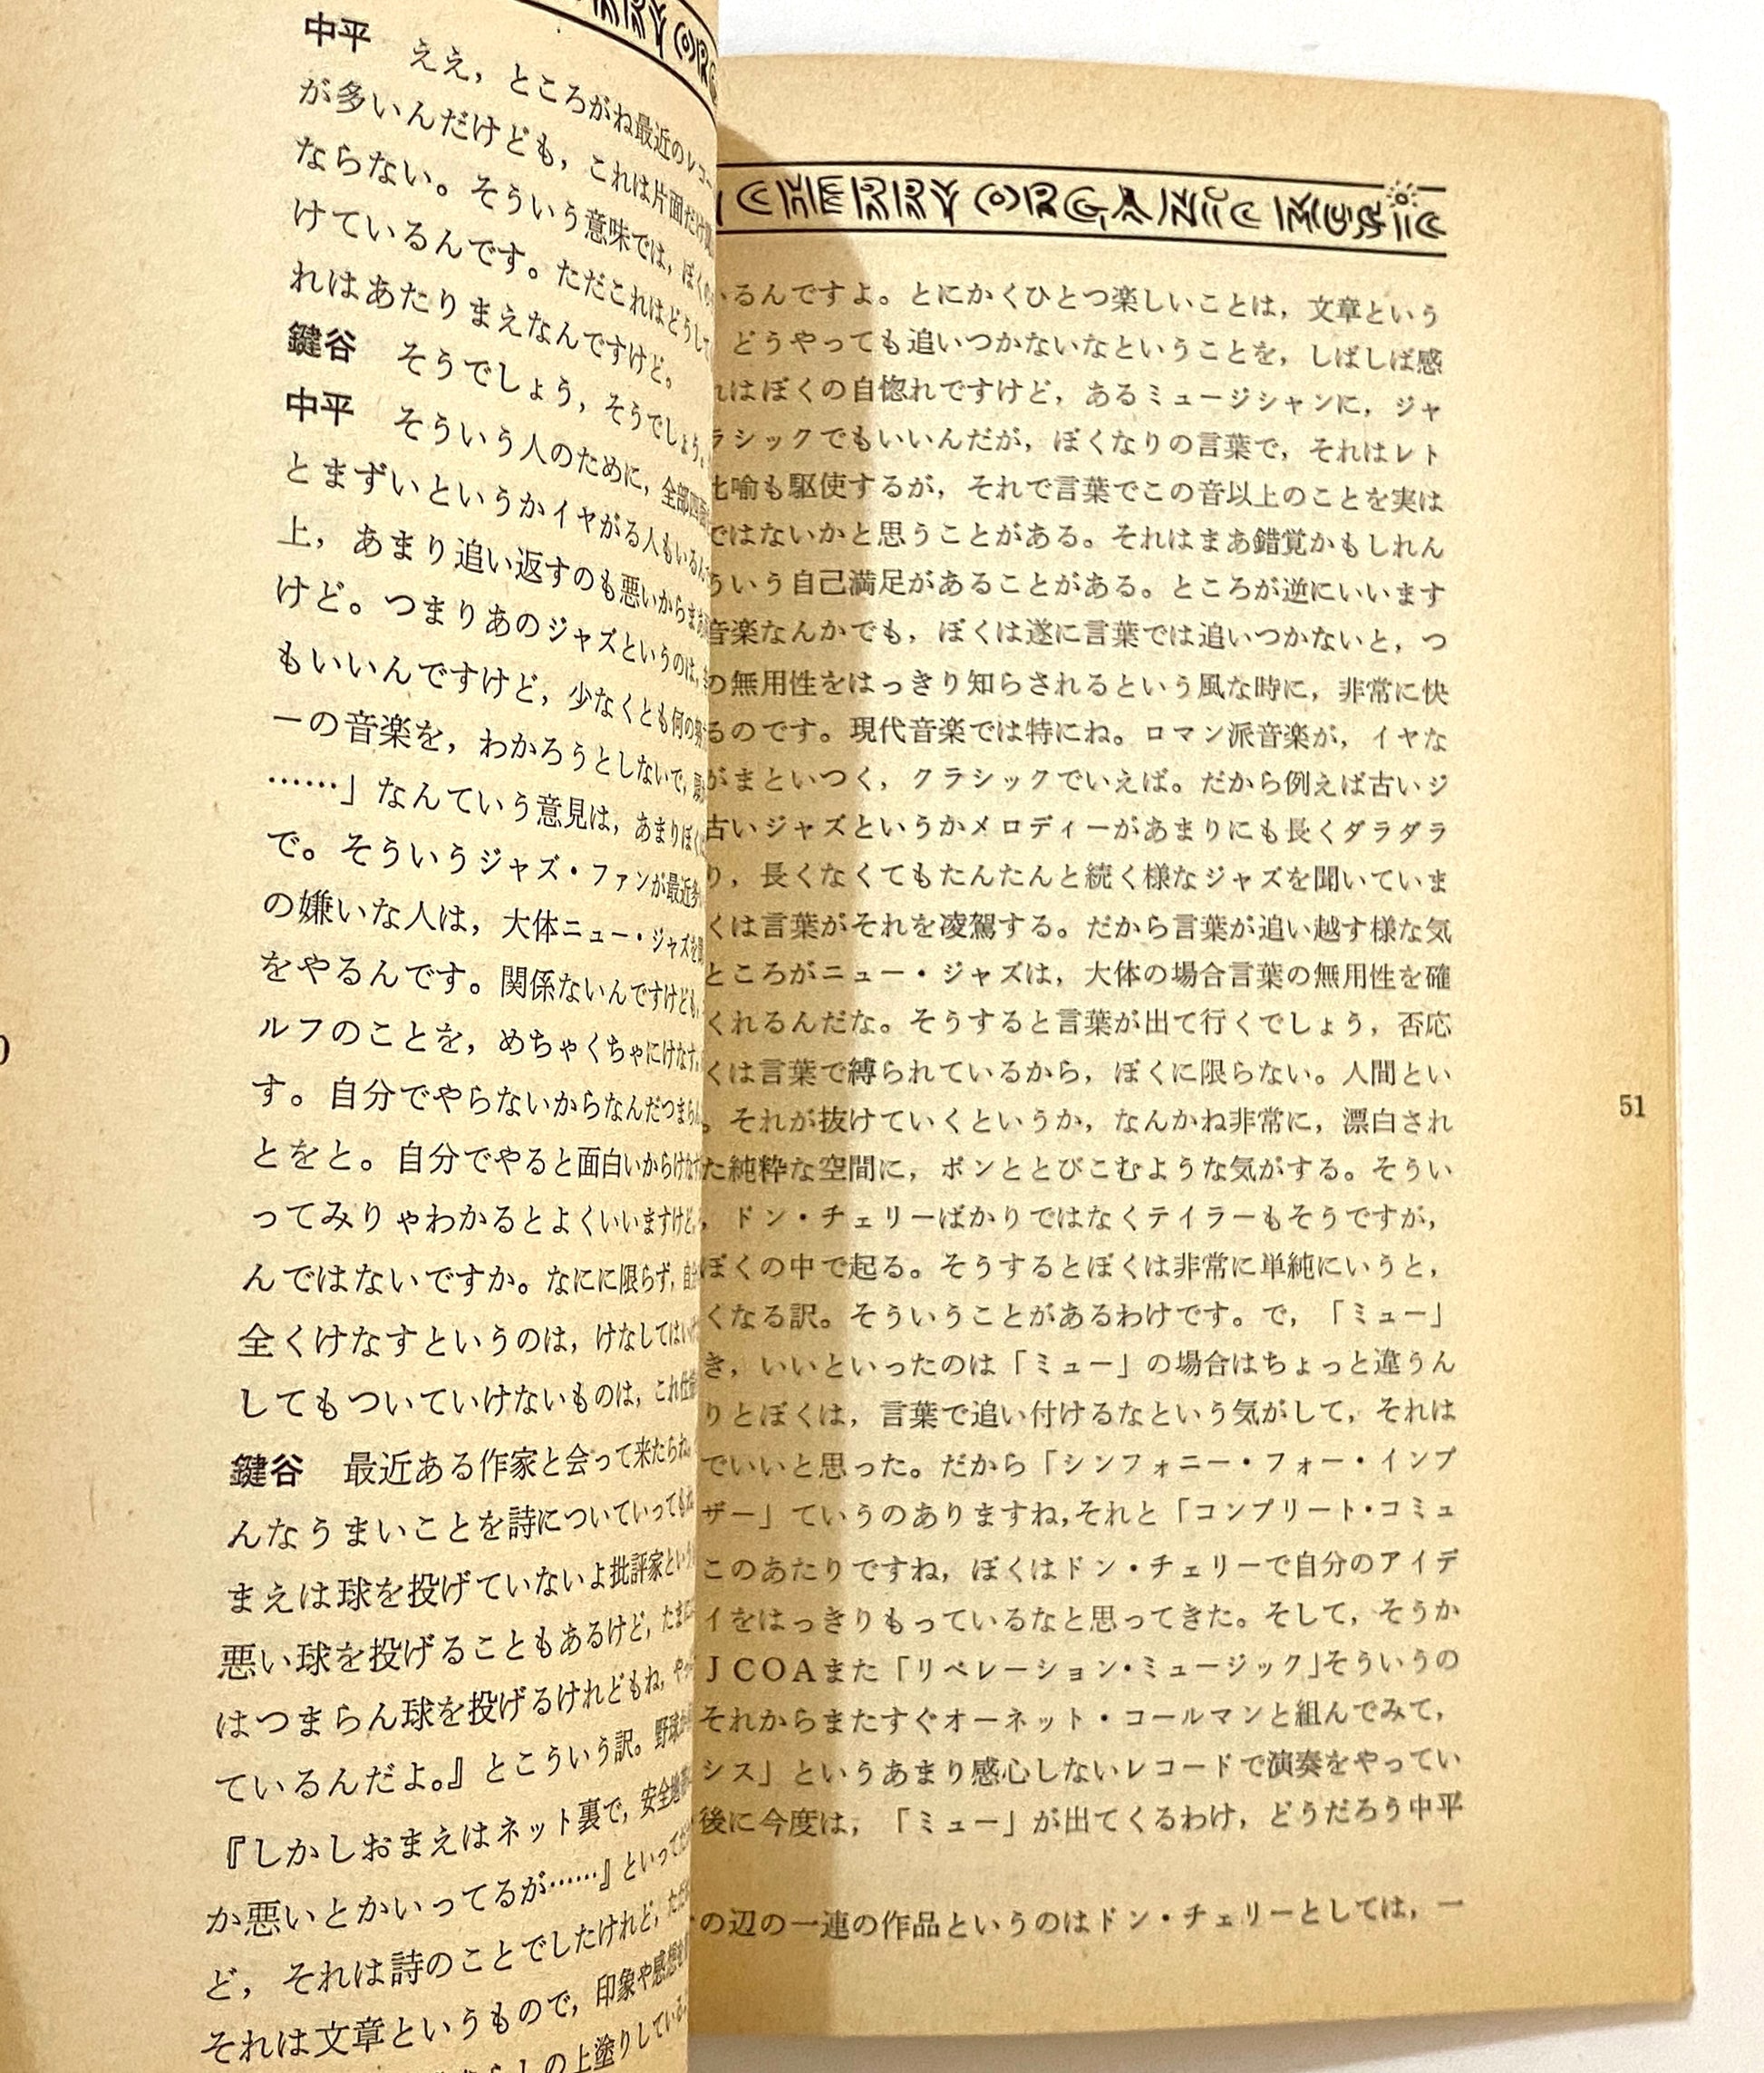 RRY ORG
中平　ええ，ところがね最近のレコー
が多いんだけども，これは片面だけ
ならない。そういう意味では，ぼくの
けているんです。ただこれはどうして
れはあたりまえなんですけど。
鍵谷　そうでしょう，そうでしょう。
中平　そういう人のために，全部四
とまずいというかイヤがる人もいるん
上，あまり追い返すのも悪いからまあ
けど。つまりあのジャズというのは，
もいいんですけど，少なくとも何の
ーの音楽を，わかろうとしないで，
……」なんていう意見は，あまりぼく
で。そういうジャズ・ファンが最近多
の嫌いな人は，大体ニュー・ジャズを
をやるんです。関係ないんですけども，
ルフのことを，めちゃくちゃにけなす。
す。自分でやらないからなんだつまらん
とをと。自分でやると面白いからけなす
ってみりゃわかるとよくいいますけど，
んではないですか。なにに限らず，自
全くけなすというのは，けなしてはい
してもついていけないものは，これ仕
鍵谷　最近ある作家と会って来たらね。
んなうまいことを詩についていっても
まえは球を投げていないよ批評家という
悪い球を投げることもあるけど，たまに
はつまらん球を投げるけれどもね，や
ているんだよ。』とこういう訳。野球
『しかしおまえはネット裏で，安全地
か悪いとかいってるが……』といって
ど，それは詩のことでしたけれど，ただ
それは文章というもので，印象や感想を
の上塗りしている
CHERRY ORGANIC MUSIC
いるんですよ。とにかくひとつ楽しいことは，文章という
どうやっても追いつかないなということを，しばしば感
れはぼくの自惚れですけど，あるミュージシャンに，ジャ
ラシックでもいいんだが，ぼくなりの言葉で，それはレト
比喩も駆使するが，それで言葉でこの音以上のことを実は
ではないかと思うことがある。それはまあ錯覚かもしれん
ういう自己満足があることがある。ところが逆にいいます
音楽なんかでも，ぼくは遂に言葉では追いつかないと，つ
の無用性をはっきり知らされるという風な時に，非常に快
るのです。現代音楽では特にね。ロマン派音楽が，イヤな
がまといつく，クラシックでいえば。だから例えば古いジ
古いジャズというかメロディーがあまりにも長くダラダラ
り，長くなくてもたんたんと続く様なジャズを聞いていま
くは言葉がそれを凌駕する。だから言葉が追い越す様な気
ところがニュー・ジャズは，大体の場合言葉の無用性を確
くれるんだな。そうすると言葉が出て行くでしょう，否応
くは言葉で縛られているから，ぼくに限らない。人間とい
。それが抜けていくというか，なんかね非常に，漂白され
た純粋な空間に，ポンととびこむような気がする。そうい
，ドン・チェリーばかりではなくテイラーもそうですが，
ぼくの中で起る。そうするとぼくは非常に単純にいうと，
くなる訳。そういうことがあるわけです。で，「ミュー」
き，いいといったのは「ミュー」の場合はちょっと違うん
りとぼくは，言葉で追い付けるなという気がして，それは
でいいと思った。だから「シンフォニー・フォー・インプ
ザー」ていうのありますね，それと「コンプリート・コミュ
このあたりですね，ぼくはドン・チェリーで自分のアイデ
イをはっきりもっているなと思ってきた。そして，そうか
ＪＣＯＡまた「リベレーション・ミュージック」そういうの
それからまたすぐオーネット・コールマンと組んでみて，
シス」というあまり感心しないレコードで演奏をやってい
後に今度は，「ミュー」が出てくるわけ，どうだろう中平
の辺の一連の作品というのはドン・チェリーとしては，一
51